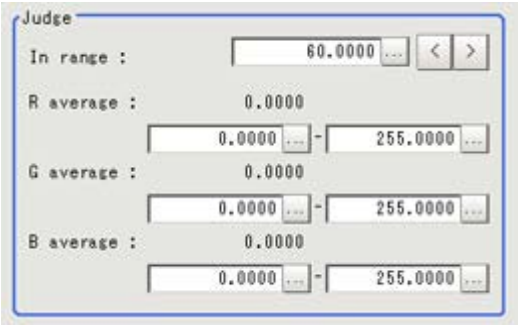 Judge
In range : 60.0000 ... < >
R average : 0.0000
0.0000 ... - 255.0000 ...
G average : 0.0000
0.0000 ... - 255.0000 ...
B average : 0.0000
0.0000 ... - 255.0000 ...